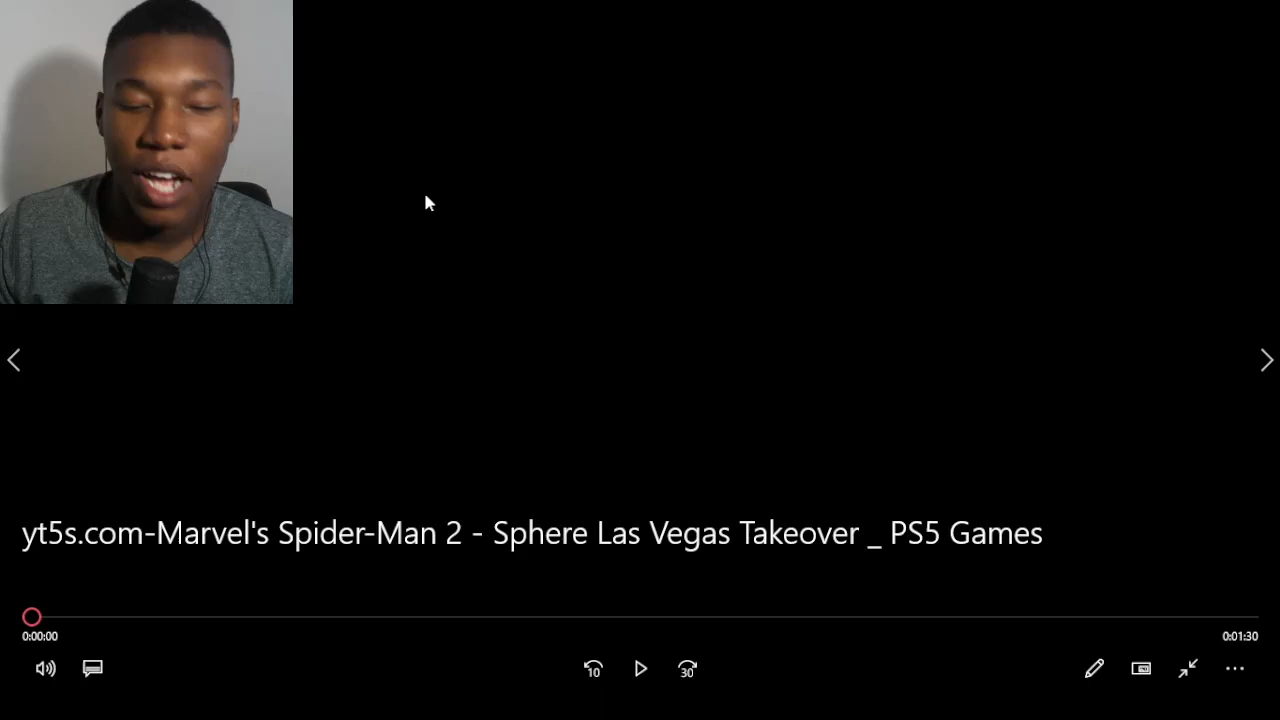 yt5s.com-Marvel's Spider-Man 2 - Sphere Las Vegas Takeover _ PS5 Games
0:00:00
0:01:30
10
30